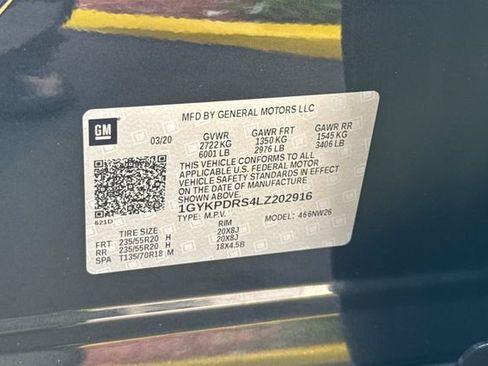 MFD BY GENERAL MOTORS LLC
GM
03/20 GVWR GAWR FRT GAWR RR
2722 KG 1350 KG 1545 KG
6001 LB 2976 LB 3406 LB
THIS VEHICLE CONFORMS TO ALL
APPLICABLE U.S. FEDERAL MOTOR
VEHICLE SAFETY STANDARDS IN EFFECT
ON THE DATE OF MANUFACTURE
SHOWN ABOVE.
1GYKPDRS4LZ202916
621D TYPE: M.P.V. MODEL: 466NW26
TIRE SIZE RIM
FRT 235/55R20 H 20X8J
RR 235/55R20 H 20X8J
SPA T135/70R18 M 18X4.5B